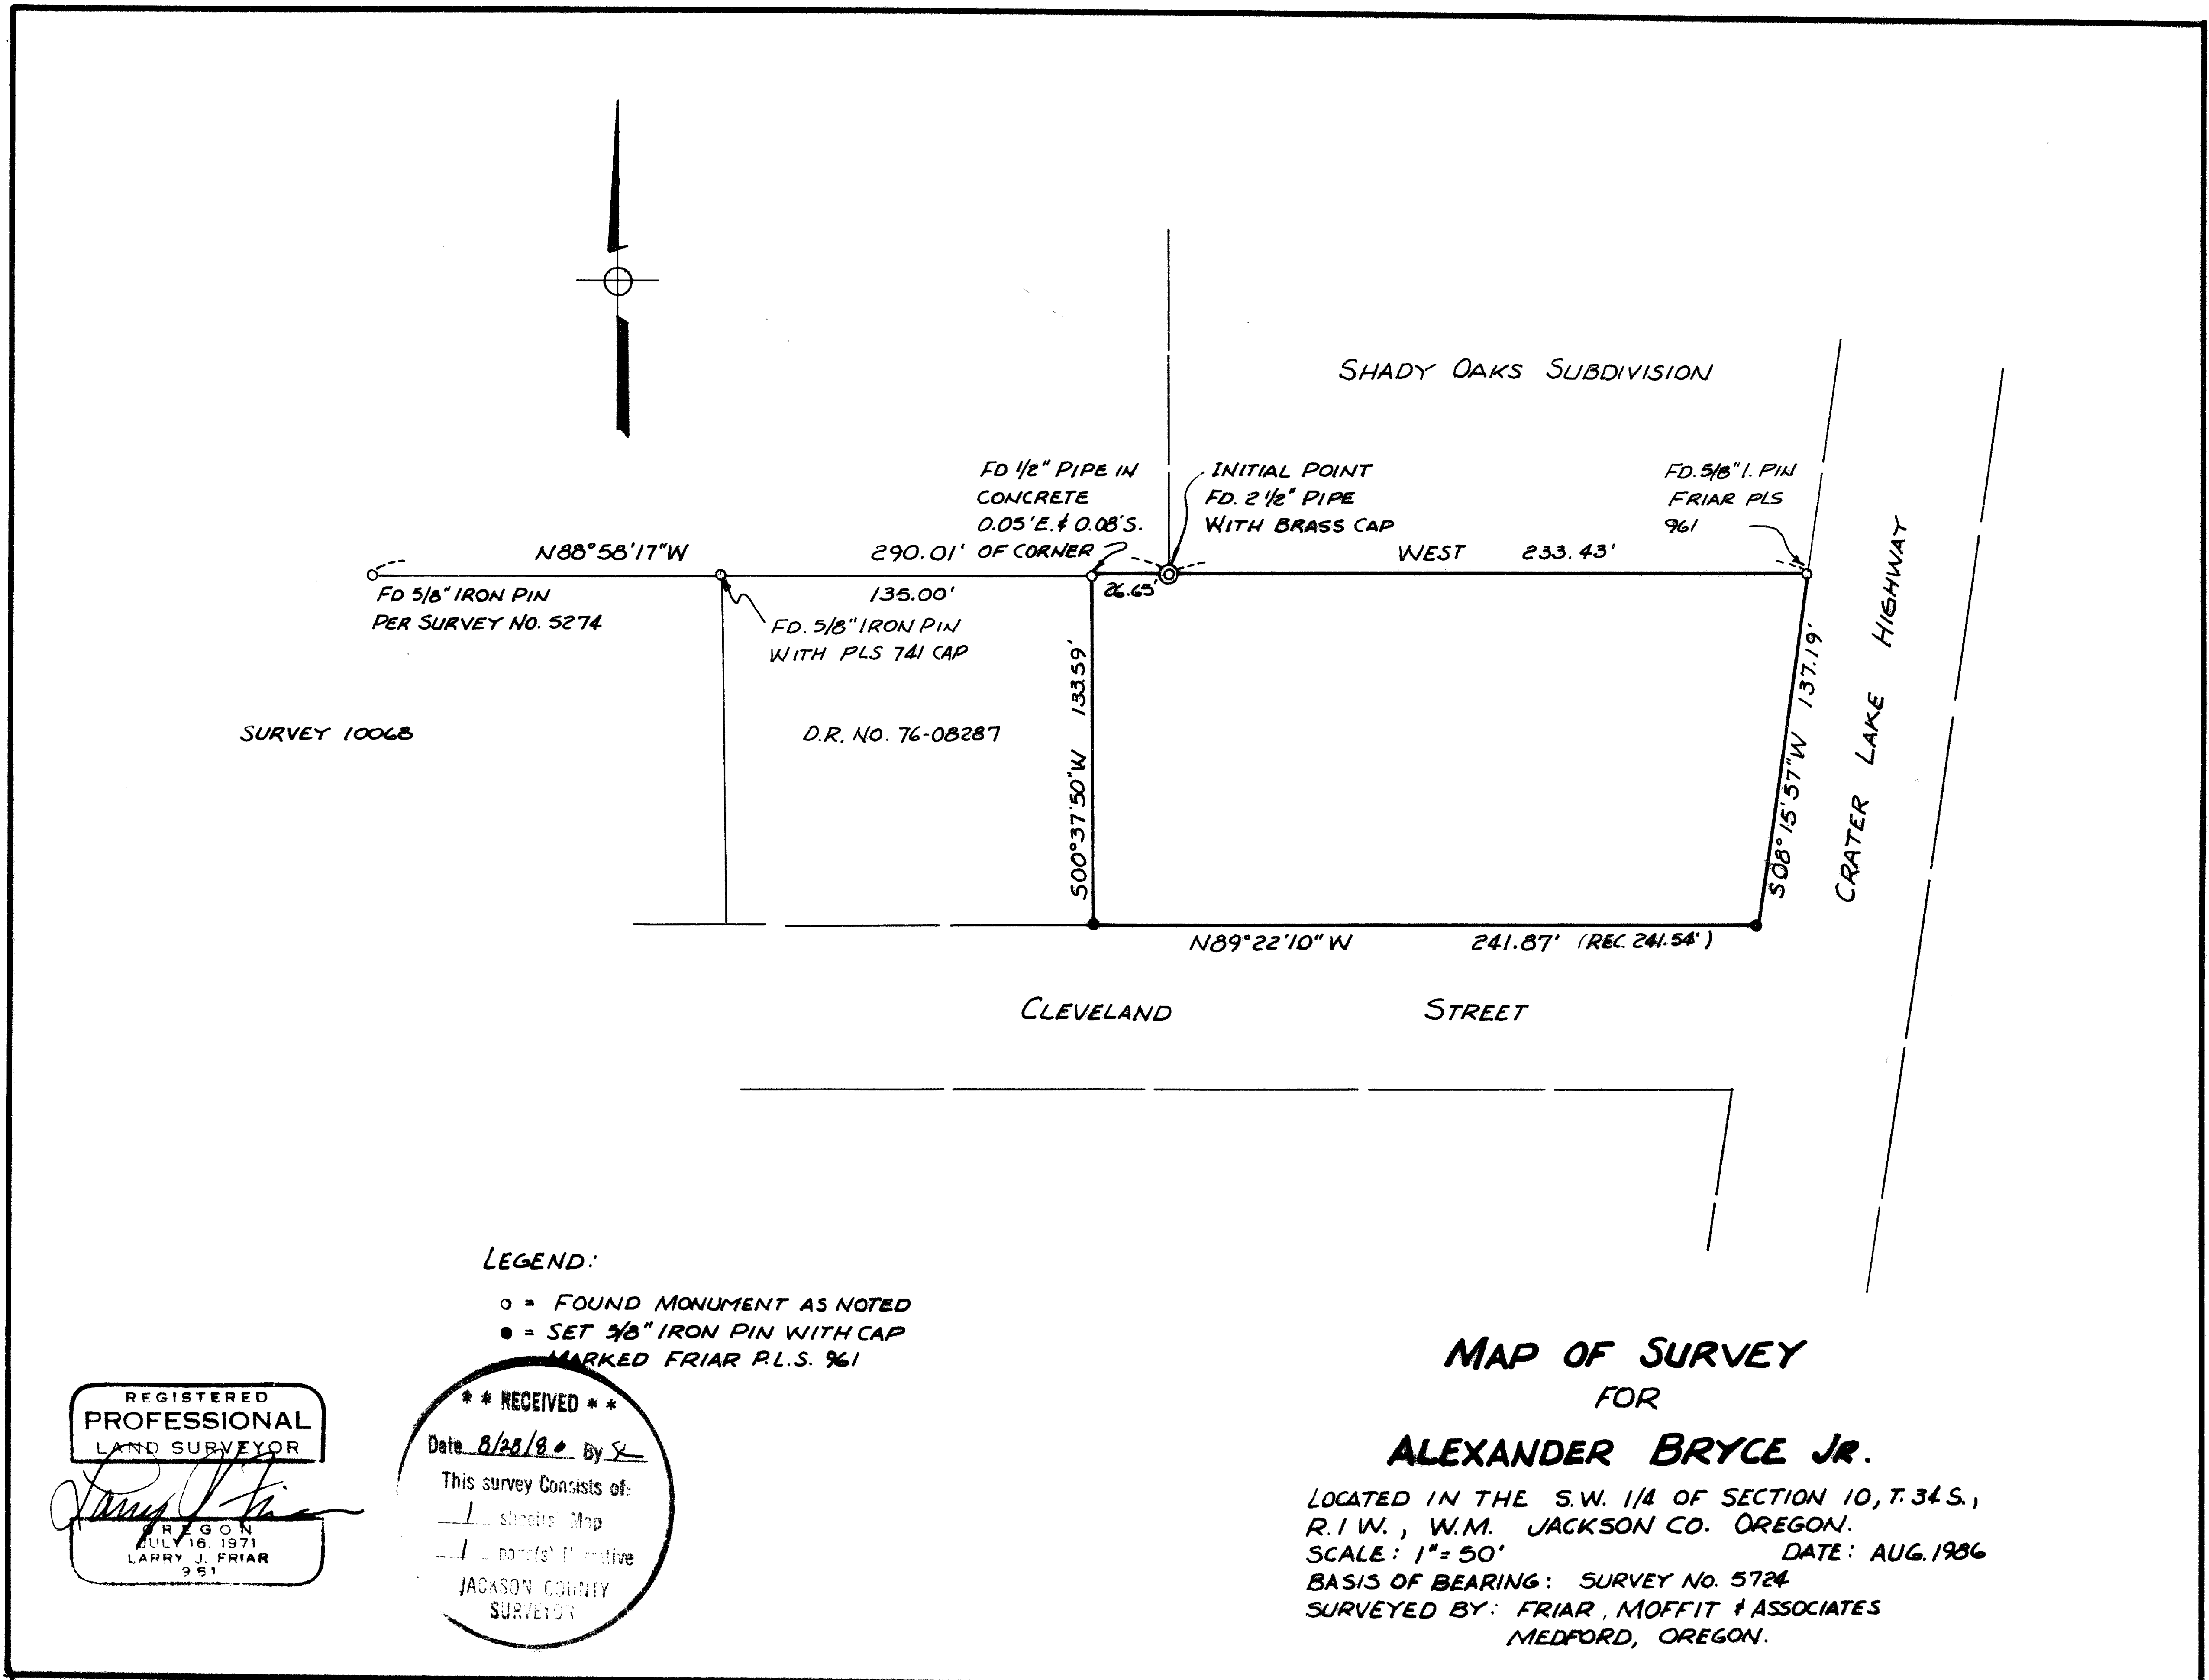 SHADY OAKS SUBDIVISION
FD 1/2" PIPE IN
CONCRETE
0.05' E. & 0.08' S.
OF CORNER
INITIAL POINT
FD. 2 1/2" PIPE
WITH BRASS CAP
FD. 5/8" I. PIN
FRIAR PLS
961
N88°58'17"W
290.01'
WEST 233.43'
FD 5/8" IRON PIN
PER SURVEY NO. 5274
135.00'
26.65'
FD. 5/8" IRON PIN
WITH PLS 741 CAP
SURVEY 10068
D.R. NO. 76-08287
S00°37'50"W 133.59'
S08°15'57"W 137.19'
CRATER LAKE HIGHWAY
N89°22'10"W 241.87' (REC. 241.54')
CLEVELAND STREET
LEGEND:
○ = FOUND MONUMENT AS NOTED
● = SET 5/8" IRON PIN WITH CAP
MARKED FRIAR P.L.S. 961
REGISTERED
PROFESSIONAL
LAND SURVEYOR
OREGON
JULY 16, 1971
LARRY J. FRIAR
961
* * RECEIVED * *
Date 8/28/86 By
This survey Consists of:
1 sheet(s) Map
1 page(s) Narrative
JACKSON COUNTY
SURVEYOR
MAP OF SURVEY
FOR
ALEXANDER BRYCE JR.
LOCATED IN THE S.W. 1/4 OF SECTION 10, T. 34 S.,
R. 1 W., W.M. JACKSON CO. OREGON.
SCALE: 1" = 50' DATE: AUG. 1986
BASIS OF BEARING: SURVEY NO. 5724
SURVEYED BY: FRIAR, MOFFIT & ASSOCIATES
MEDFORD, OREGON.